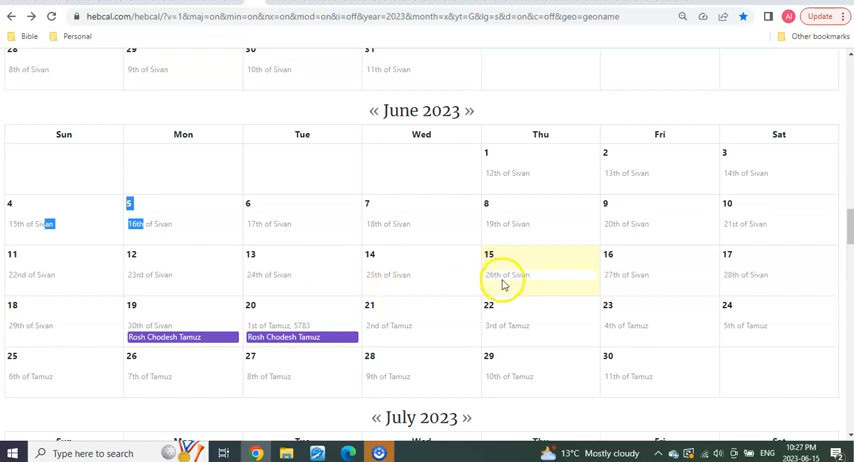 hebcal.com/hebcal/?v=1&maj=on&min=on&nx=on&mod=on&i=off&year=2023&month=x&yt=G&lg=s&d=on&c=off&geo=geoname
AI
Update
Bible
Personal
Other bookmarks
28 29 30 31
8th of Sivan 9th of Sivan 10th of Sivan 11th of Sivan
« June 2023 »
Sun Mon Tue Wed Thu Fri Sat
1 2 3
12th of Sivan 13th of Sivan 14th of Sivan
4 5 6 7 8 9 10
15th of Sivan 16th of Sivan 17th of Sivan 18th of Sivan 19th of Sivan 20th of Sivan 21st of Sivan
11 12 13 14 15 16 17
22nd of Sivan 23rd of Sivan 24th of Sivan 25th of Sivan 26th of Sivan 27th of Sivan 28th of Sivan
18 19 20 21 22 23 24
29th of Sivan 30th of Sivan 1st of Tamuz, 5783 2nd of Tamuz 3rd of Tamuz 4th of Tamuz 5th of Tamuz
Rosh Chodesh Tamuz Rosh Chodesh Tamuz
25 26 27 28 29 30
6th of Tamuz 7th of Tamuz 8th of Tamuz 9th of Tamuz 10th of Tamuz 11th of Tamuz
« July 2023 »
Sun Mon Tue Wed Thu Fri Sat
Type here to search
13°C Mostly cloudy
ENG
10:27 PM
2023-06-15
2